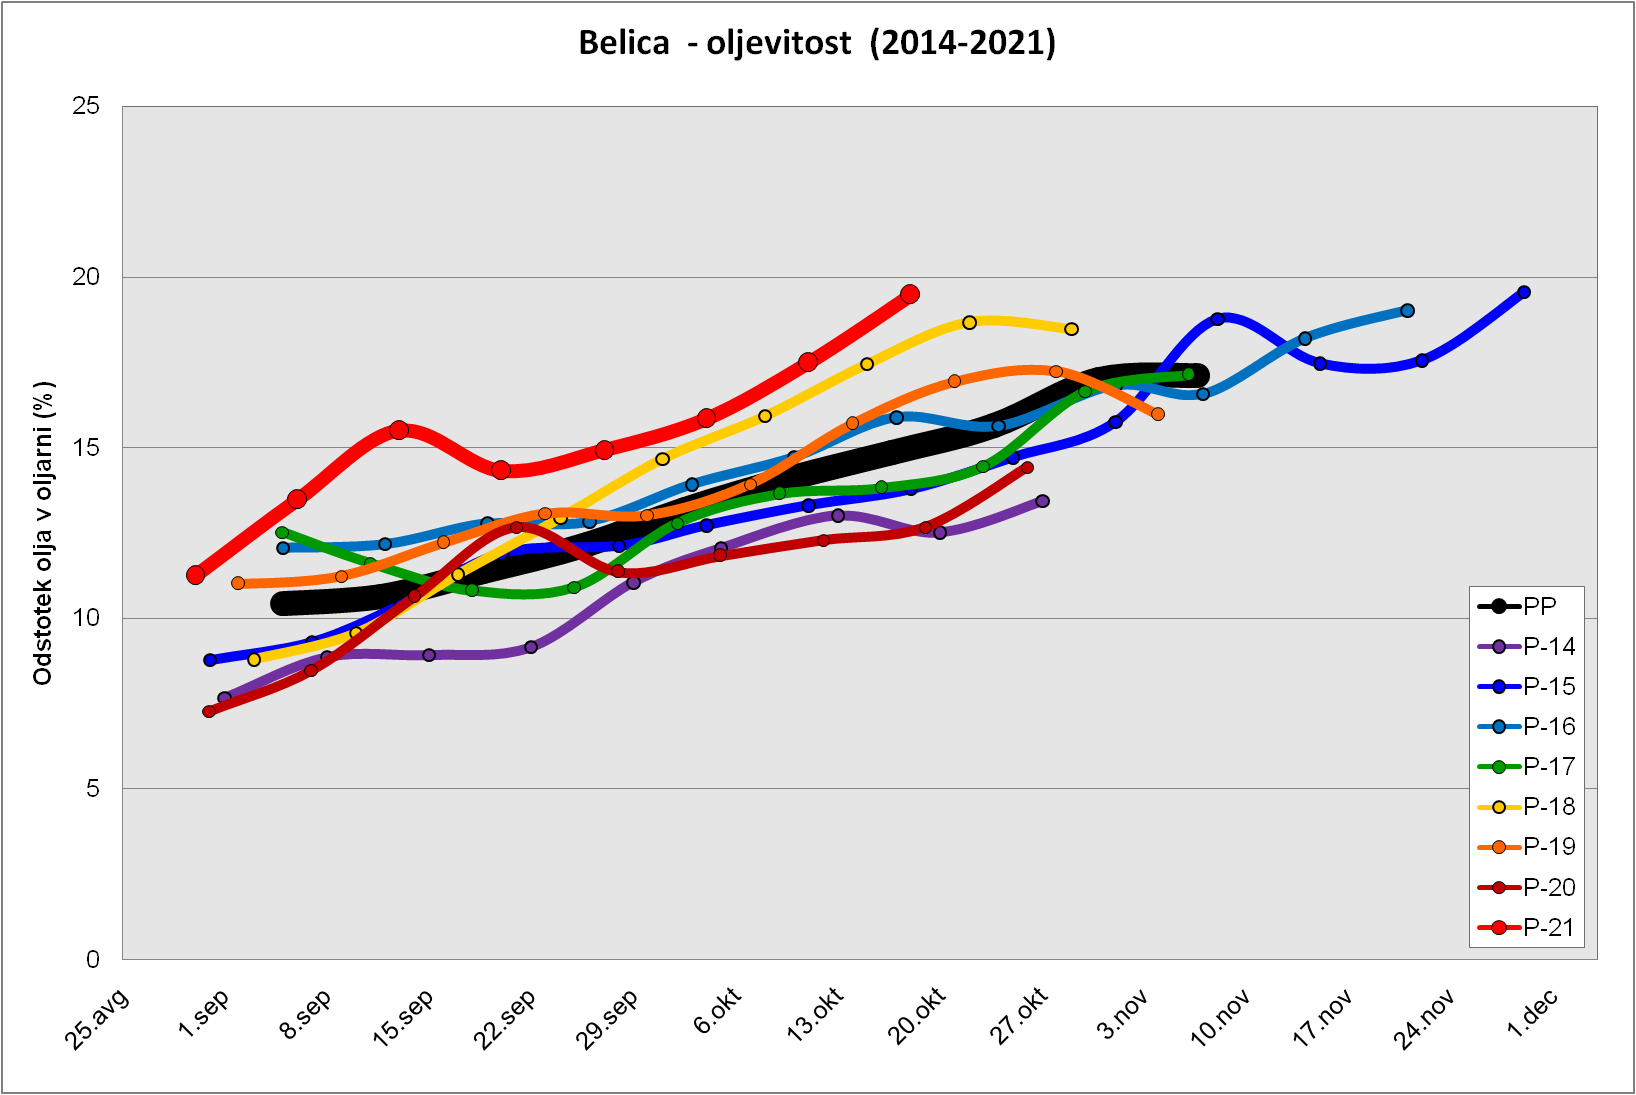 Belica - oljevitost (2014-2021)
Odstotek olja v oljarni (%)
25
20
15
10
5
0
25.avg
1.sep
8.sep
15.sep
22.sep
29.sep
6.okt
13.okt
20.okt
27.okt
3.nov
10.nov
17.nov
24.nov
1.dec
PP
P-14
P-15
P-16
P-17
P-18
P-19
P-20
P-21